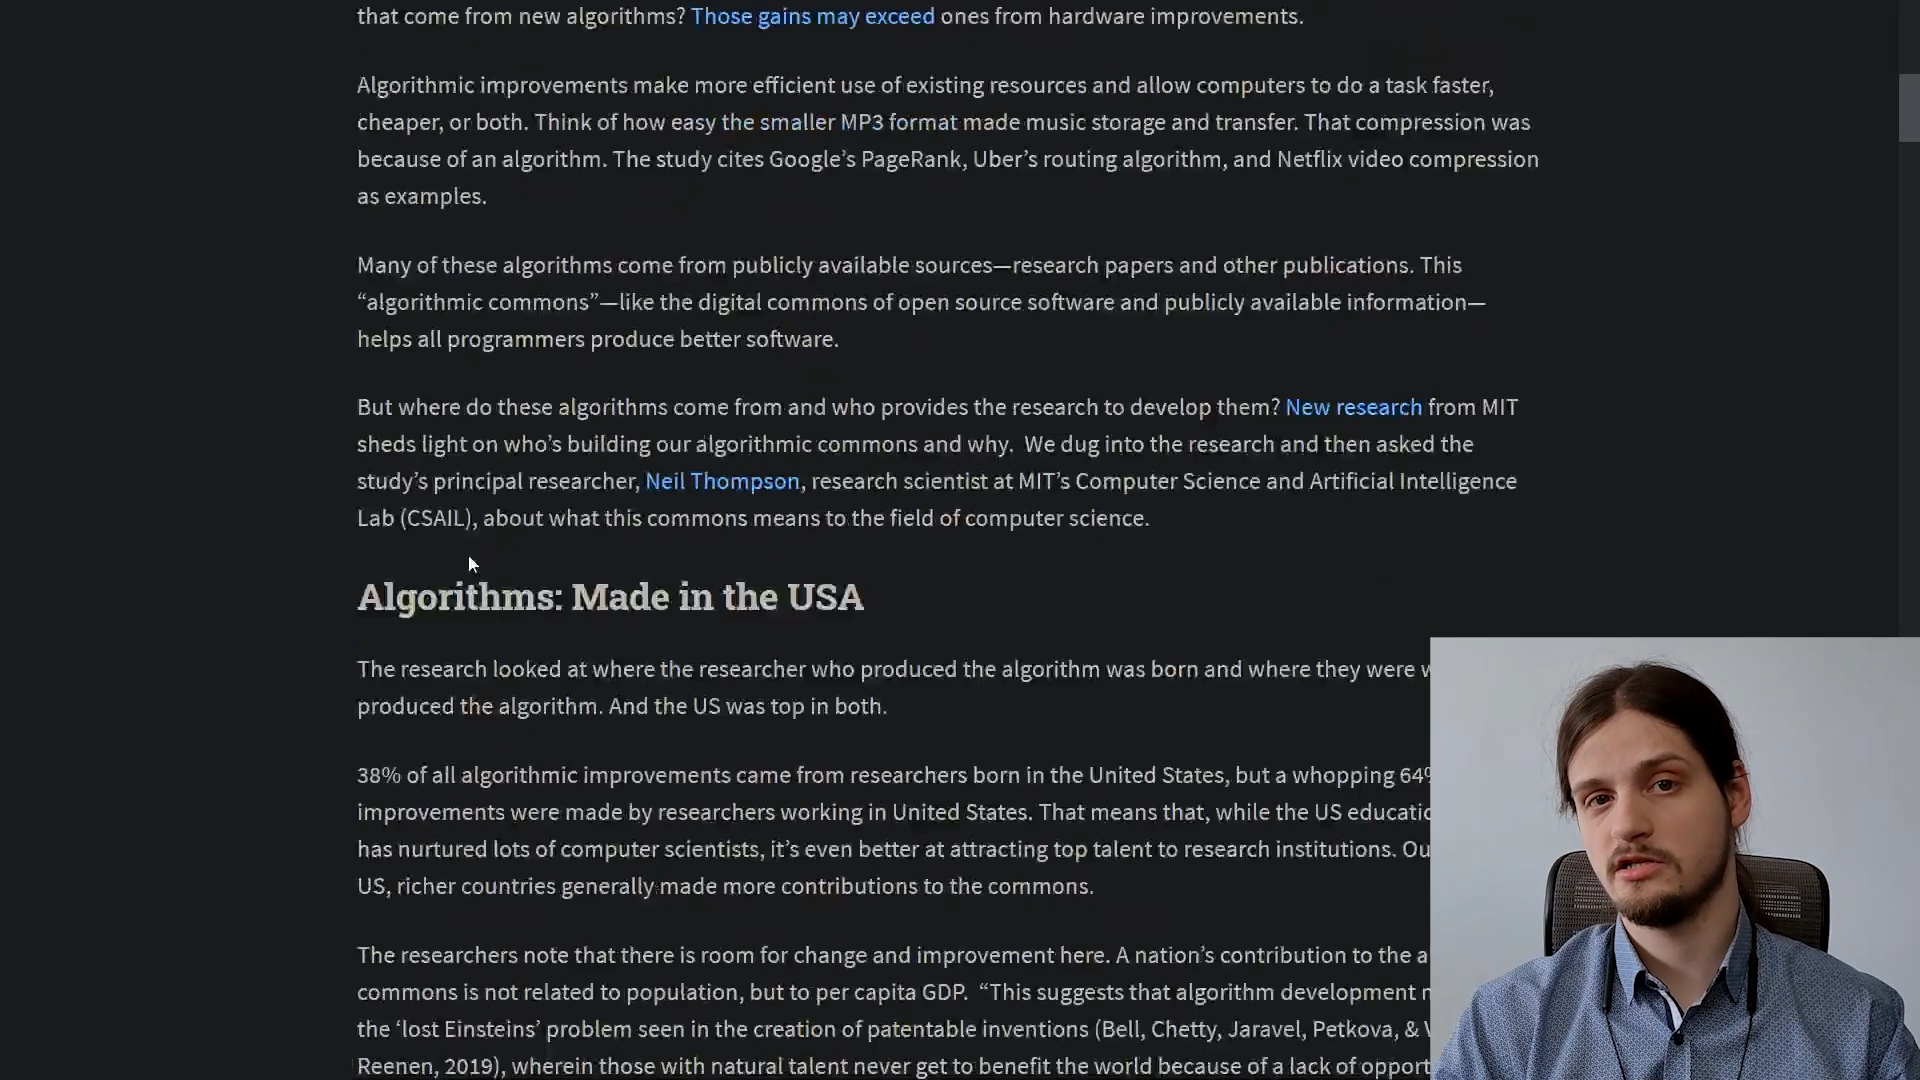 that come from new algorithms? Those gains may exceed ones from hardware improvements.
Algorithmic improvements make more efficient use of existing resources and allow computers to do a task faster,
cheaper, or both. Think of how easy the smaller MP3 format made music storage and transfer. That compression was
because of an algorithm. The study cites Google’s PageRank, Uber’s routing algorithm, and Netflix video compression
as examples.
Many of these algorithms come from publicly available sources—research papers and other publications. This
“algorithmic commons”—like the digital commons of open source software and publicly available information—
helps all programmers produce better software.
But where do these algorithms come from and who provides the research to develop them? New research from MIT
sheds light on who’s building our algorithmic commons and why. We dug into the research and then asked the
study’s principal researcher, Neil Thompson, research scientist at MIT’s Computer Science and Artificial Intelligence
Lab (CSAIL), about what this commons means to the field of computer science.
Algorithms: Made in the USA
The research looked at where the researcher who produced the algorithm was born and where they were
produced the algorithm. And the US was top in both.
38% of all algorithmic improvements came from researchers born in the United States, but a whopping 64%
improvements were made by researchers working in United States. That means that, while the US
has nurtured lots of computer scientists, it’s even better at attracting top talent to research institutions.
US, richer countries generally made more contributions to the commons.
The researchers note that there is room for change and improvement here. A nation’s contribution to the
commons is not related to population, but to per capita GDP. “This suggests that algorithm development
the ‘lost Einsteins’ problem seen in the creation of patentable inventions (Bell, Chetty, Jaravel, Petkova, &
Reenen, 2019), wherein those with natural talent never get to benefit the world because of a lack of